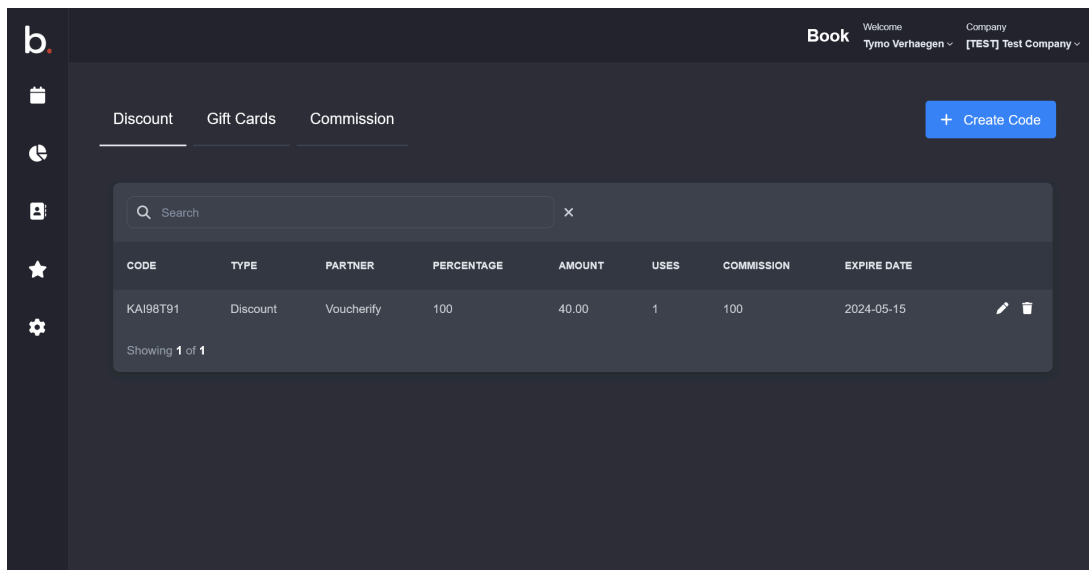 b.
Book
Welcome
Tymo Verhaegen
Company
[TEST] Test Company
Discount Gift Cards Commission
+ Create Code
Search
CODE TYPE PARTNER PERCENTAGE AMOUNT USES COMMISSION EXPIRE DATE
KAI98T91 Discount Voucherify 100 40.00 1 100 2024-05-15
Showing 1 of 1